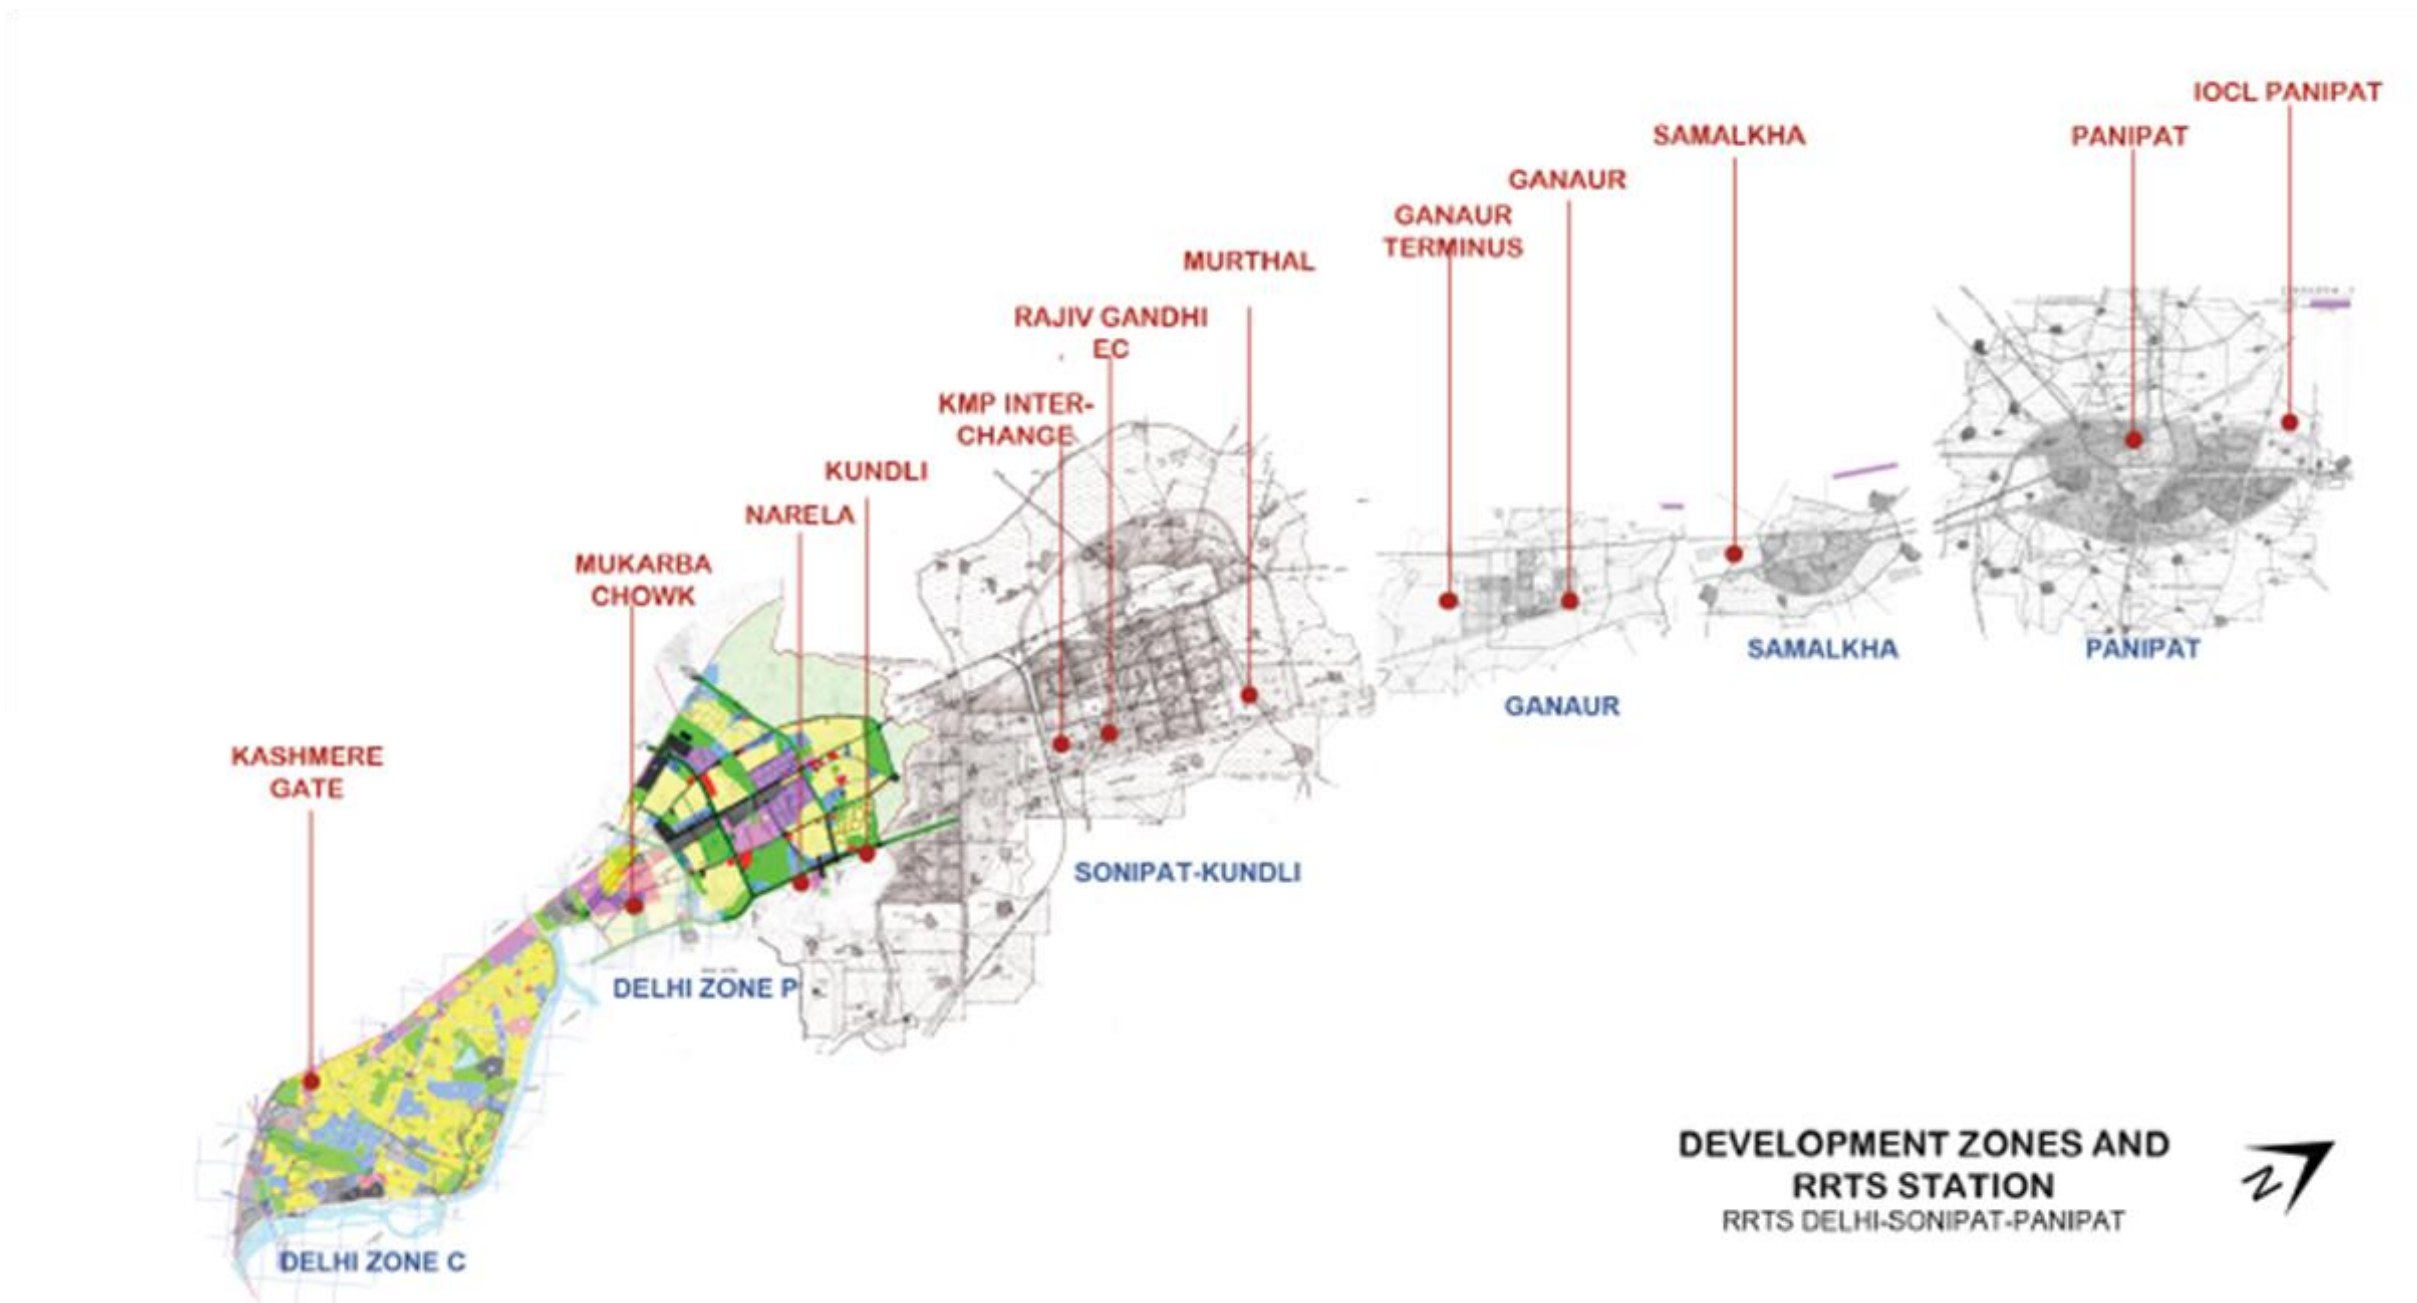 IOCL PANIPAT
PANIPAT
SAMALKHA
GANAUR
GANAUR
TERMINUS
MURTHAL
RAJIV GANDHI
EC
KMP INTER-
CHANGE
KUNDLI
NARELA
MUKARBA
CHOWK
KASHMERE
GATE
SAMALKHA
PANIPAT
GANAUR
SONIPAT-KUNDLI
DELHI ZONE P
DELHI ZONE C
DEVELOPMENT ZONES AND
RRTS STATION
RRTS DELHI-SONIPAT-PANIPAT
N